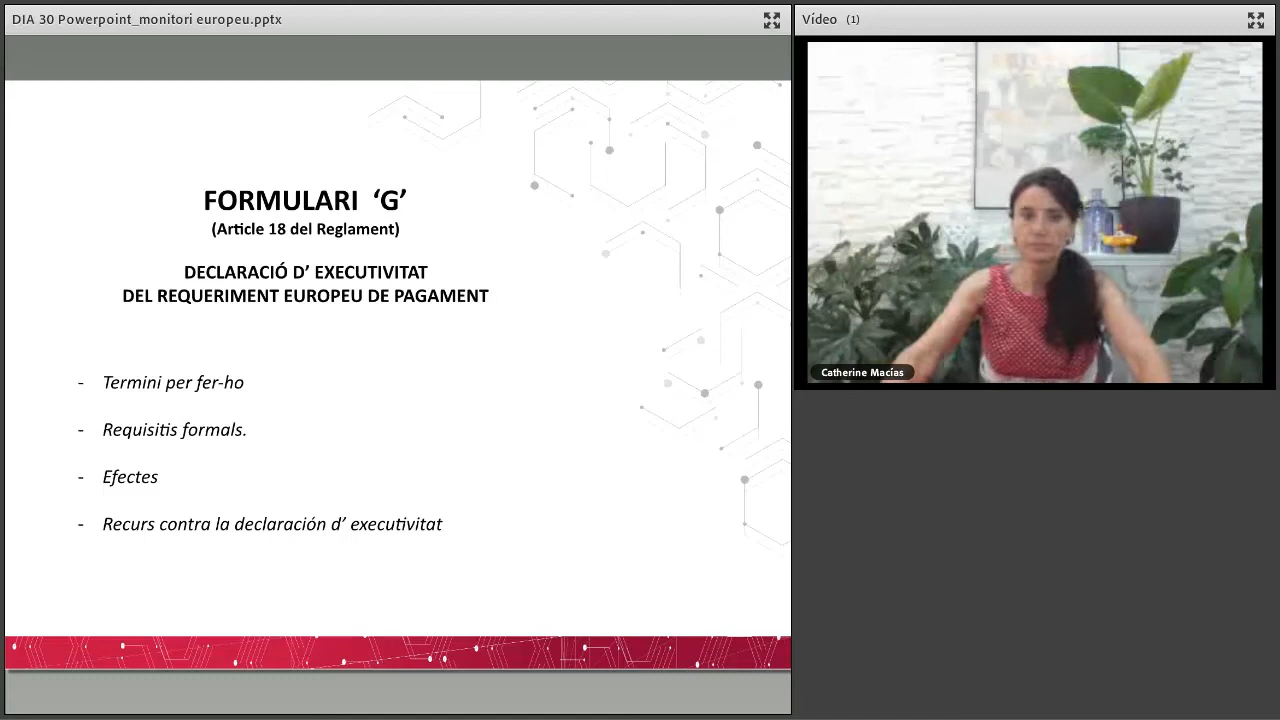 DIA 30 Powerpoint_monitori europeu.pptx
Vídeo (1)
FORMULARI ‘G’
(Article 18 del Reglament)
DECLARACIÓ D’ EXECUTIVITAT
DEL REQUERIMENT EUROPEU DE PAGAMENT
- Termini per fer-ho
- Requisitis formals.
- Efectes
- Recurs contra la declaración d’ executivitat
Catherine Macías